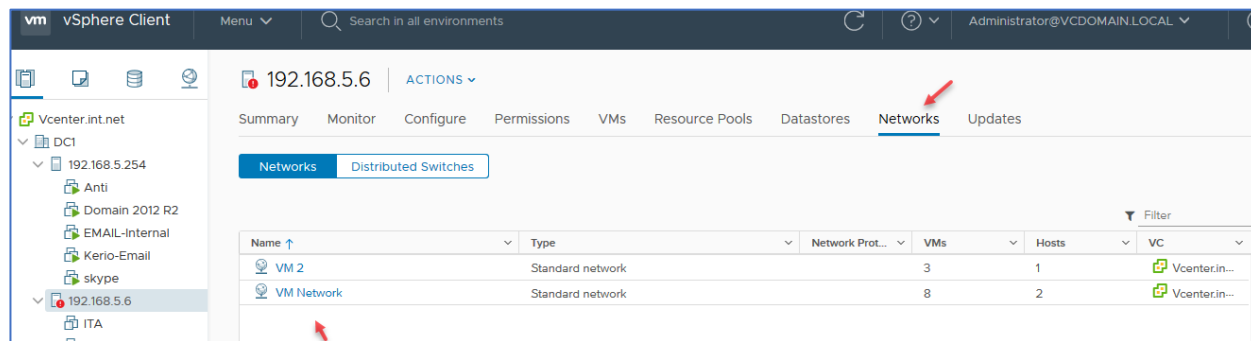 vm vSphere Client Menu Search in all environments Administrator@VCDOMAIN.LOCAL
192.168.5.6 ACTIONS
Vcenter.int.net
Summary Monitor Configure Permissions VMs Resource Pools Datastores Networks Updates
DC1
192.168.5.254
Networks Distributed Switches
Anti
Domain 2012 R2
Filter
EMAIL-Internal
Name Type Network Prot... VMs Hosts VC
Kerio-Email
VM 2 Standard network 3 1 Vcenter.in...
skype
192.168.5.6
VM Network Standard network 8 2 Vcenter.in...
ITA